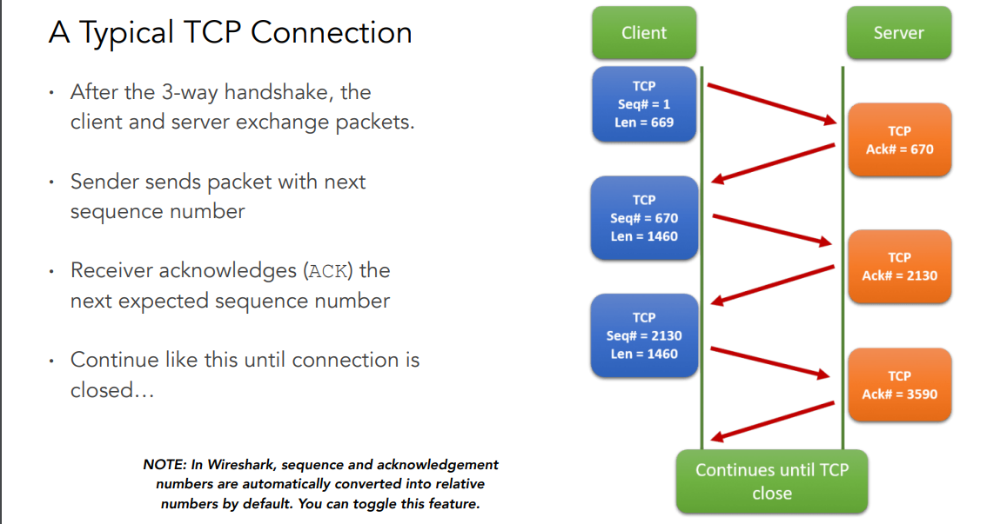 A Typical TCP Connection
• After the 3-way handshake, the
client and server exchange packets.
• Sender sends packet with next
sequence number
• Receiver acknowledges (ACK) the
next expected sequence number
• Continue like this until connection is
closed…
NOTE: In Wireshark, sequence and acknowledgement
numbers are automatically converted into relative
numbers by default. You can toggle this feature.
Client
Server
TCP
Seq# = 1
Len = 669
TCP
Ack# = 670
TCP
Seq# = 670
Len = 1460
TCP
Ack# = 2130
TCP
Seq# = 2130
Len = 1460
TCP
Ack# = 3590
Continues until TCP
close